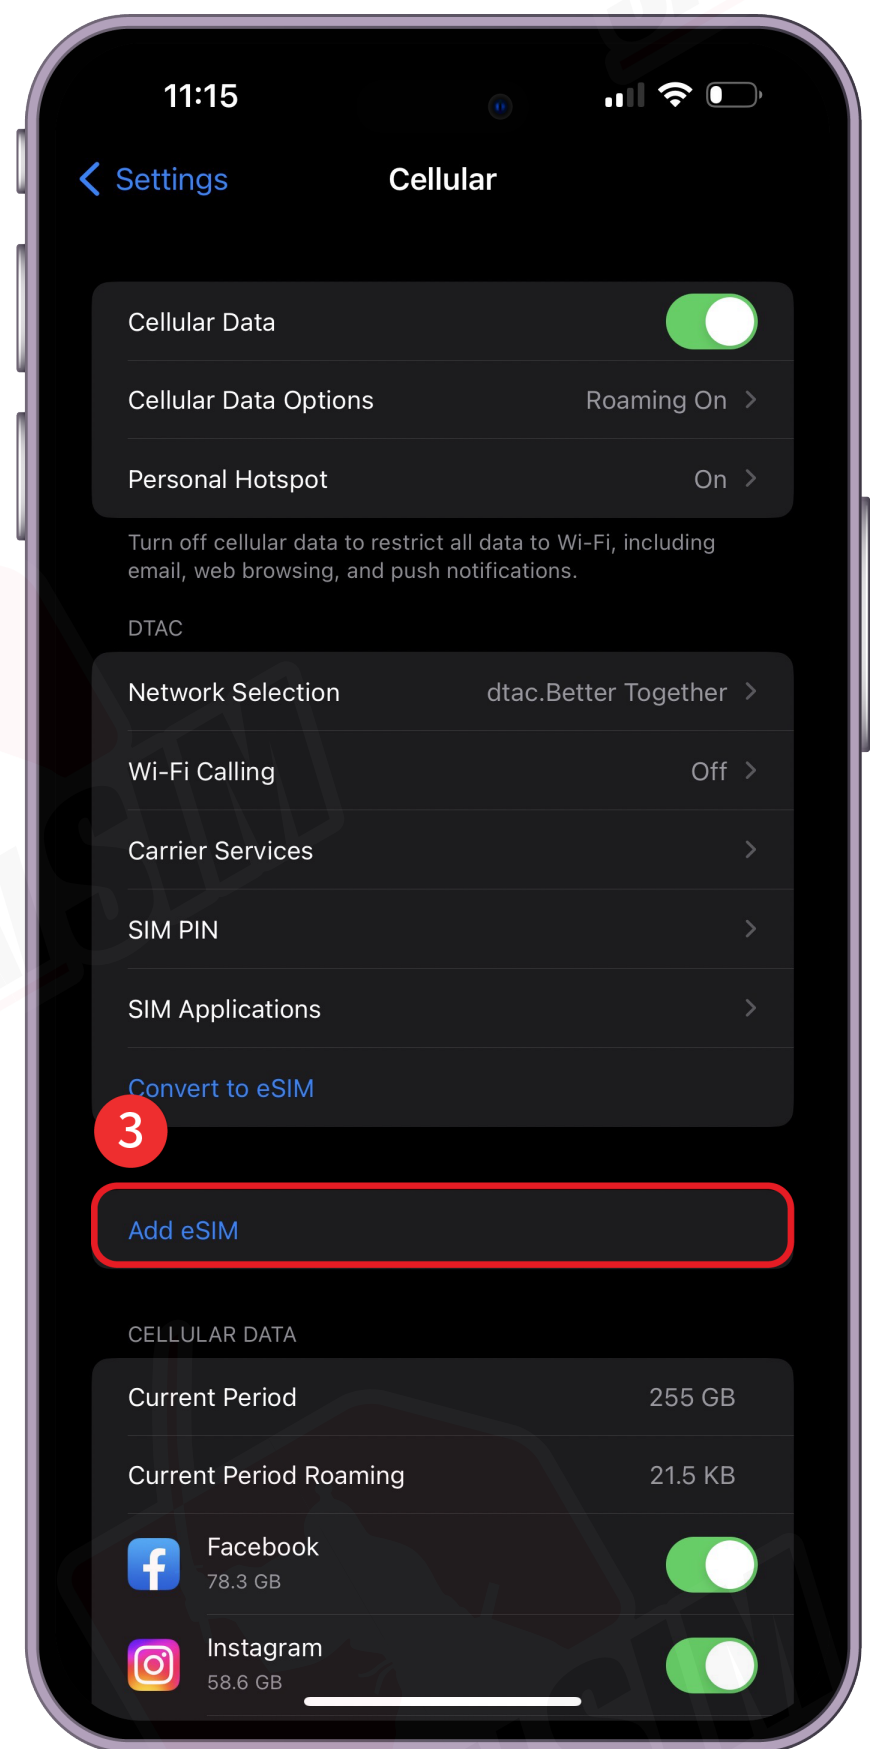 11:15
Settings
Cellular
Cellular Data
Cellular Data Options Roaming On
Personal Hotspot On
Turn off cellular data to restrict all data to Wi-Fi, including
email, web browsing, and push notifications.
DTAC
Network Selection dtac.Better Together
Wi-Fi Calling Off
Carrier Services
SIM PIN
SIM Applications
Convert to eSIM
3
Add eSIM
CELLULAR DATA
Current Period 255 GB
Current Period Roaming 21.5 KB
Facebook
78.3 GB
Instagram
58.6 GB